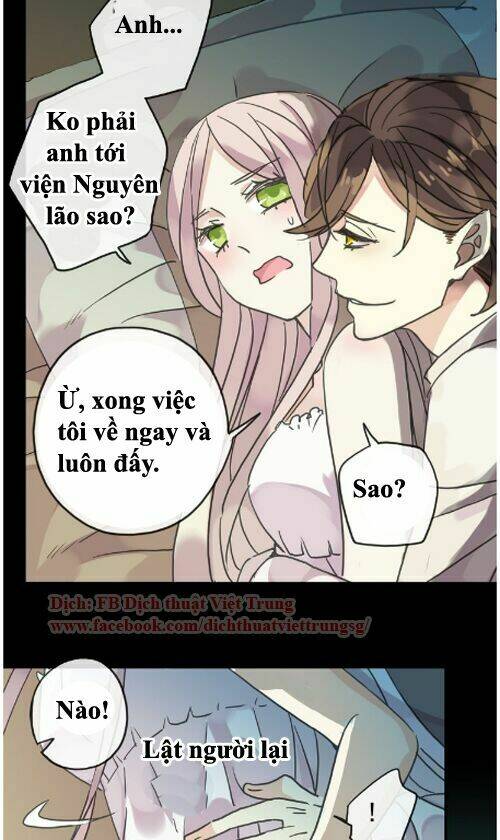 Anh...
Ko phải
anh tới
viện Nguyên
lão sao?
Ừ, xong việc
tôi về ngay và
luôn đấy.
Sao?
Dịch: FB Dịch thuật Việt Trung
www.facebook.com/dichthuatviettrungsg/
Nào!
Lật người lại
!